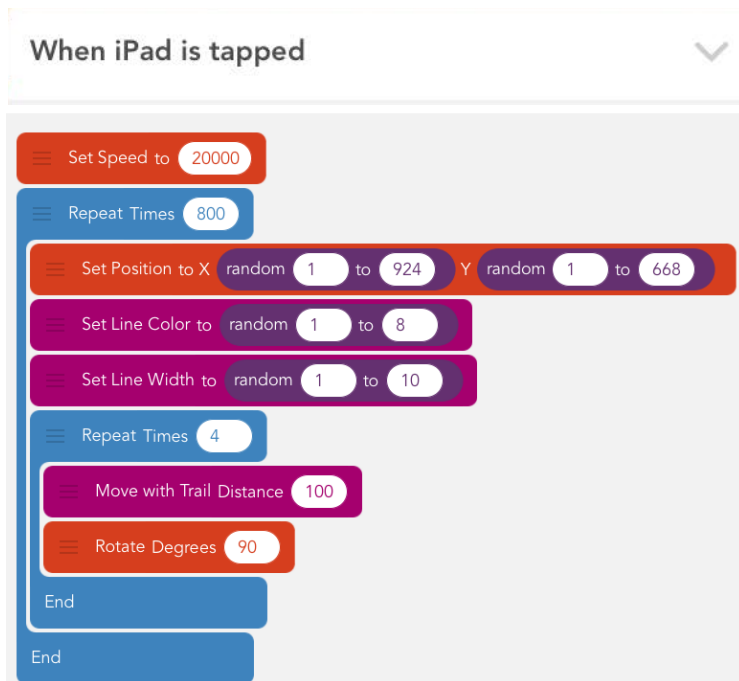 When iPad is tapped
Set Speed to 20000
Repeat Times 800
Set Position to X random 1 to 924 Y random 1 to 668
Set Line Color to random 1 to 8
Set Line Width to random 1 to 10
Repeat Times 4
Move with Trail Distance 100
Rotate Degrees 90
End
End